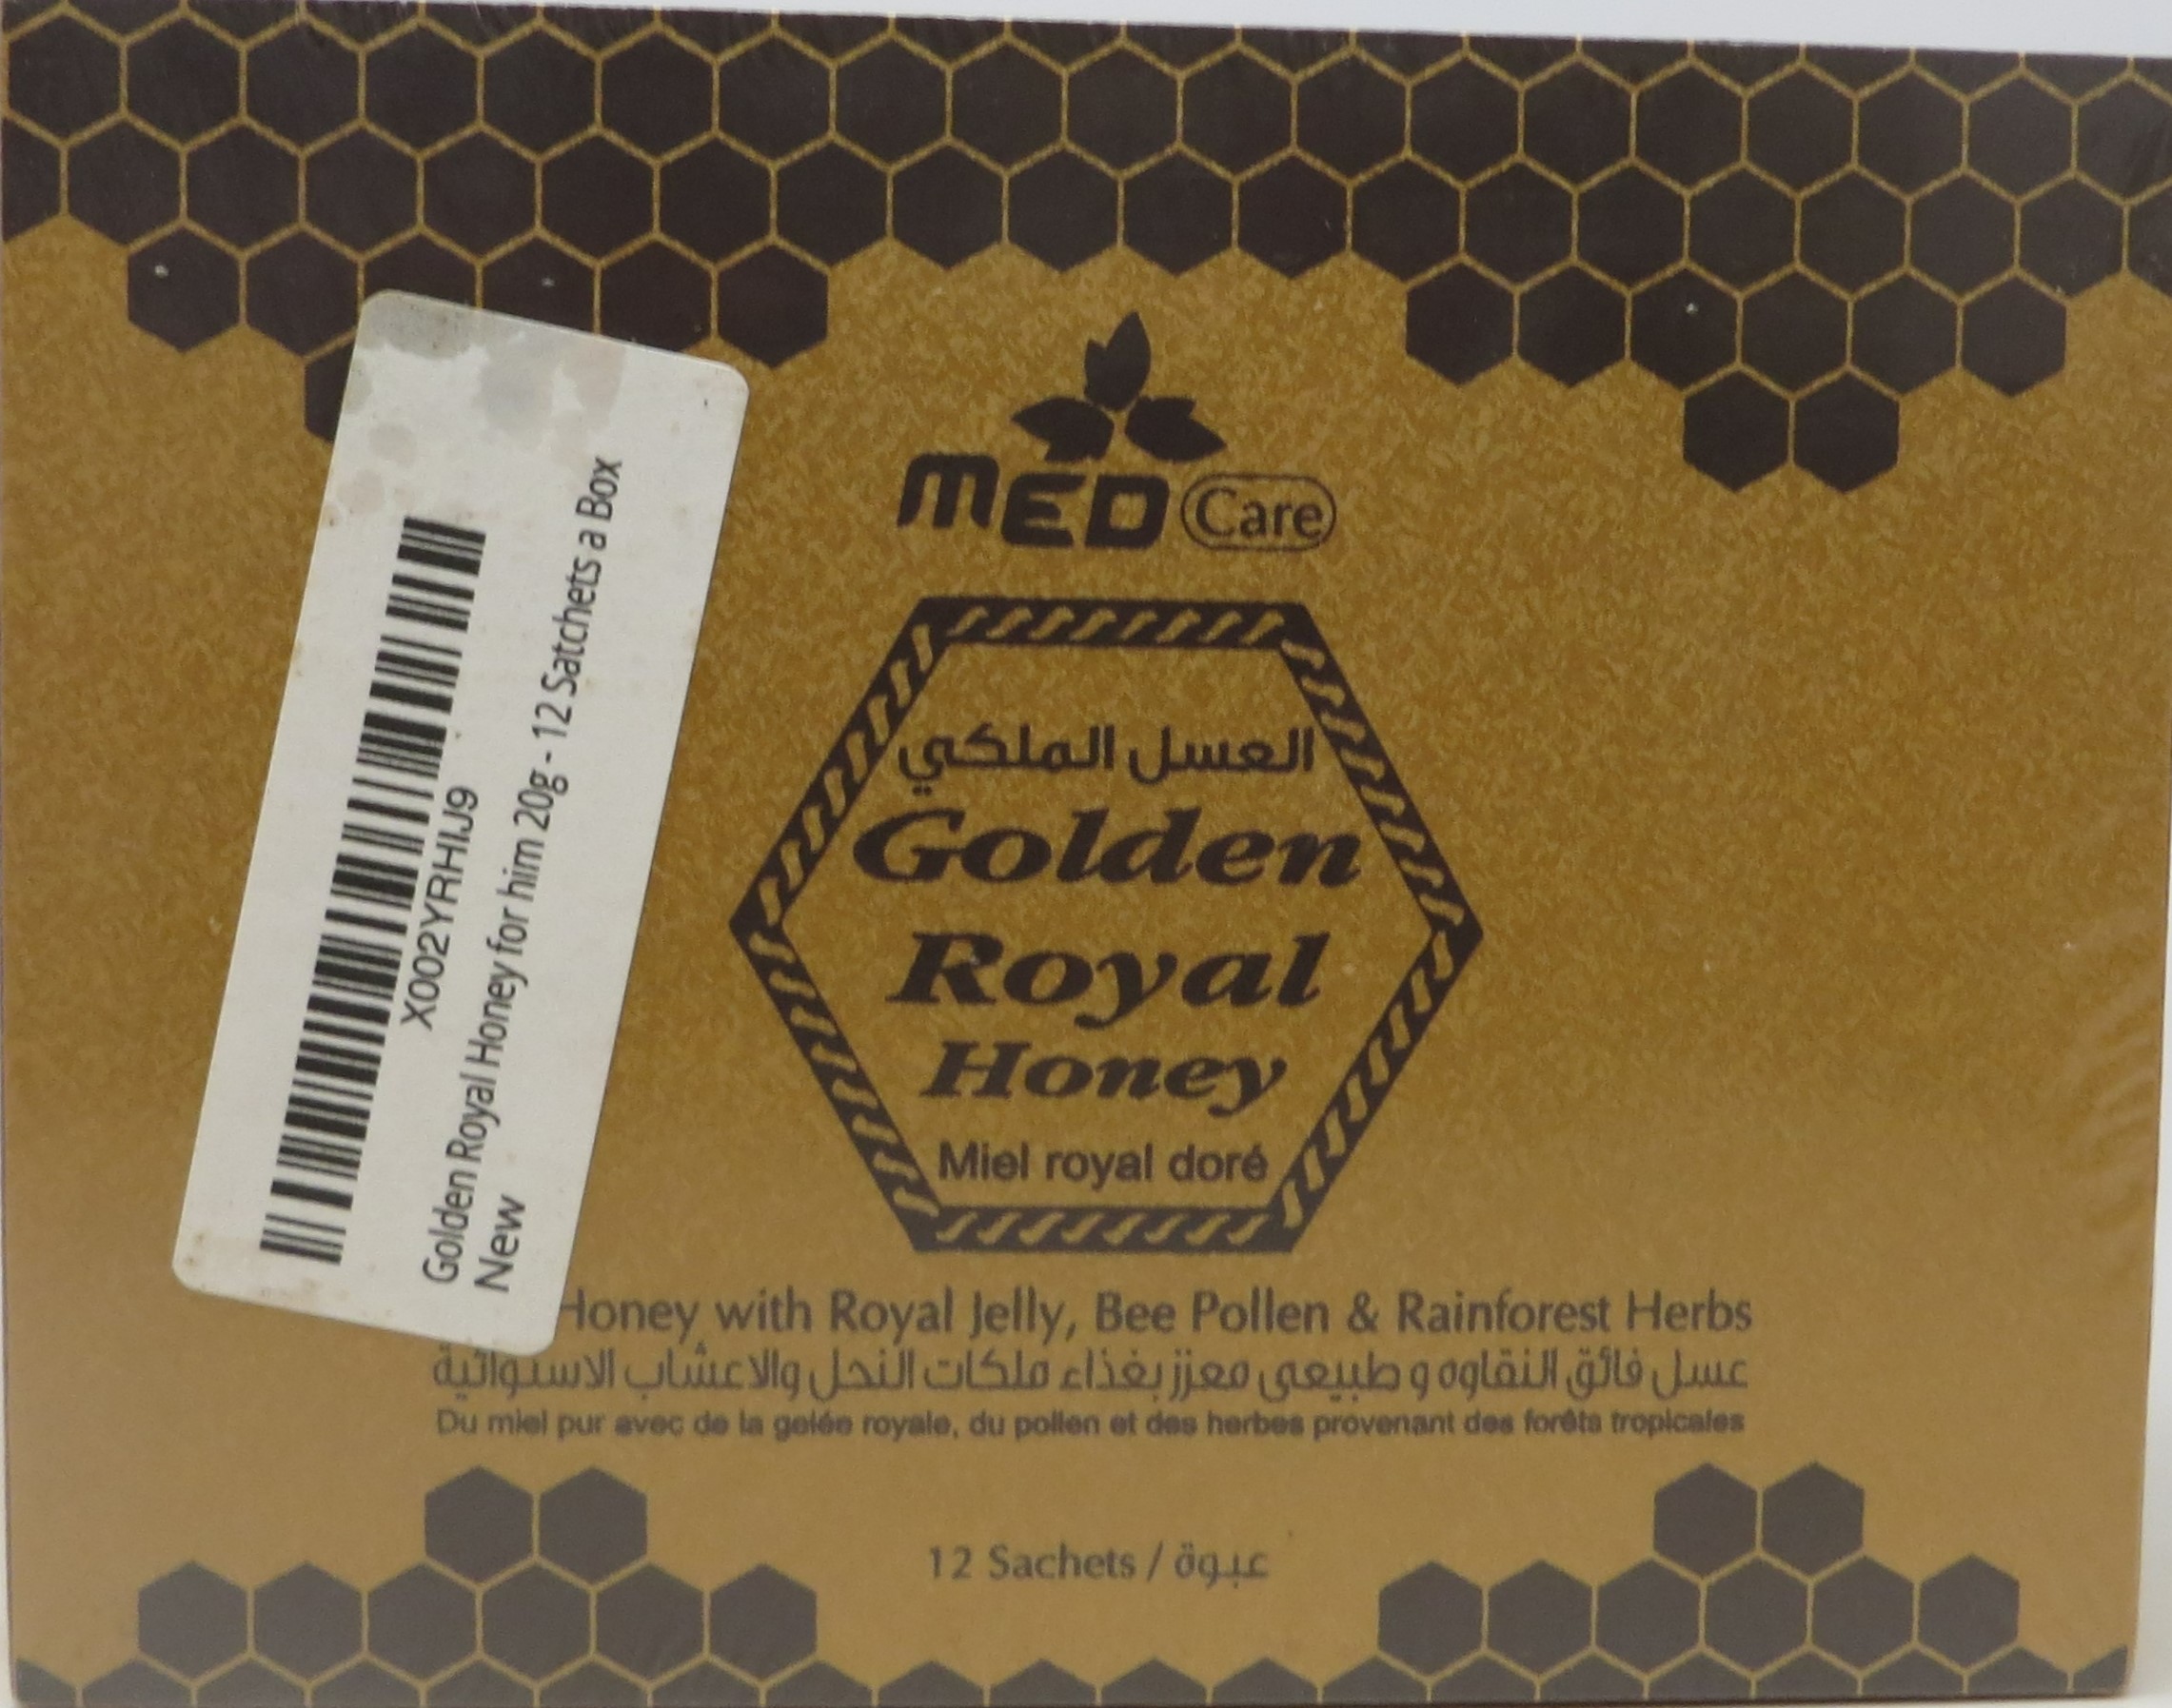 MED Care
العسل الملكي
Golden
Royal
Honey
Miel royal doré
Honey with Royal Jelly, Bee Pollen & Rainforest Herbs
عسل فائق النقاوه و طبيعى معزز بغذاء ملكات النحل والاعشاب الاستوائية
Du miel pur avec de la gelée royale, du pollen et des herbes provenant des forêts tropicales
12 Sachets / عبوة
X002YRHIJ9
Golden Royal Honey for him 20g - 12 Satchets a Box
New